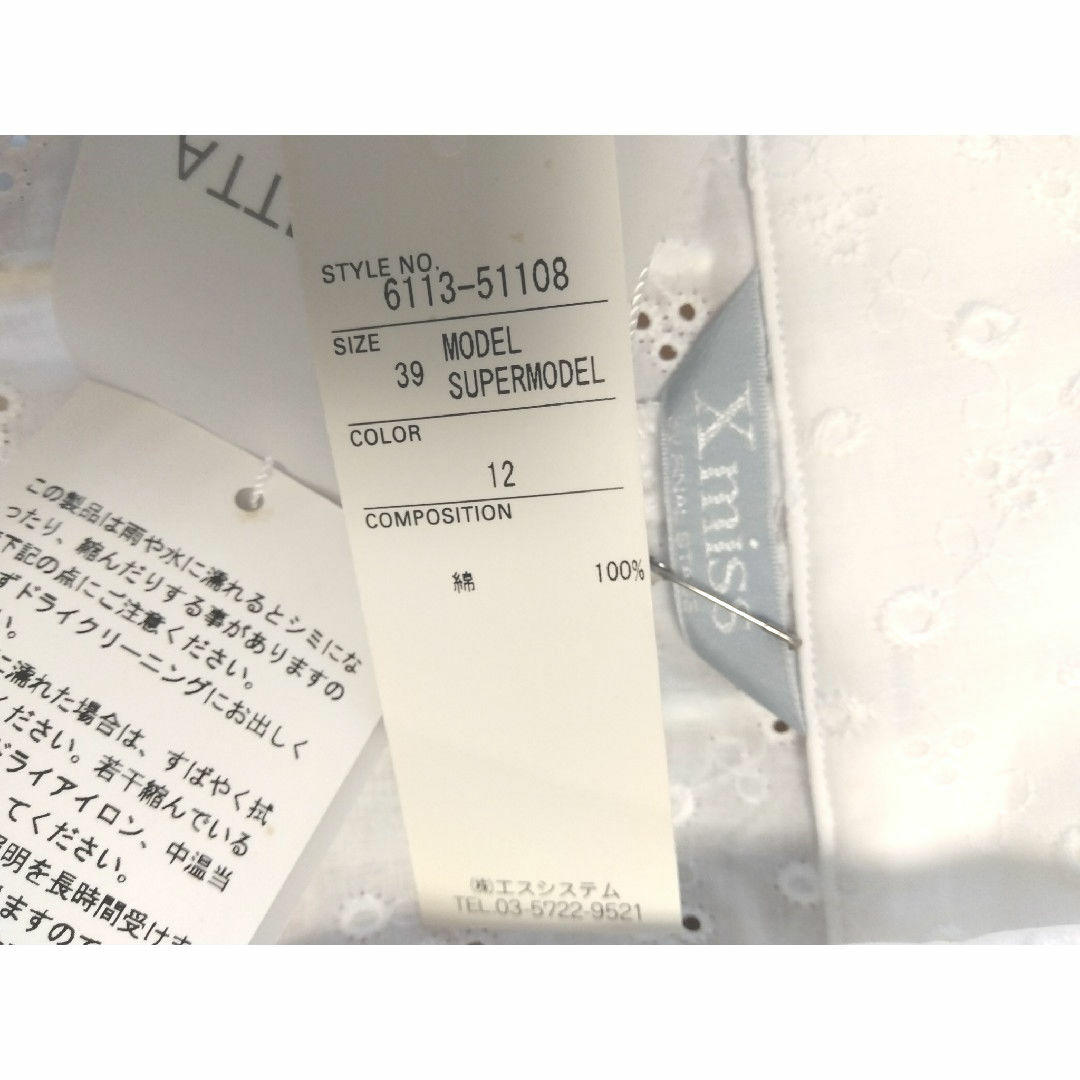 TTA
STYLE NO.
6113-51108
SIZE
39
MODEL
SUPERMODEL
COLOR
12
COMPOSITION
綿 100%
㈱エスシステム
TEL.03-5722-9521
Xmiss
この製品は雨や水に濡れるとシミにな
ったり、縮んだりする事がありますの
下記の点にご注意ください。
ずドライクリーニングにお出しく
い。
に濡れた場合は、すばやく拭
ください。若干縮んでいる
ドライアイロン、中温当
てください。
照明を長時間受けま
ますので